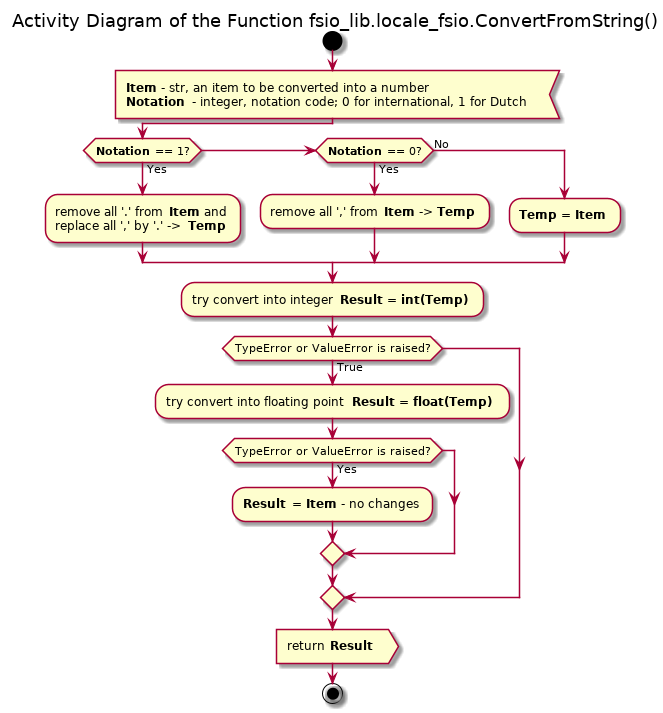 Activity Diagram of the Function fsio_lib.locale_fsio.ConvertFromString()
Item - str, an item to be converted into a number
Notation - integer, notation code; 0 for international, 1 for Dutch
Notation == 1?
Notation == 0?
No
Yes
Yes
remove all '.' from Item and
replace all ',' by '.' -> Temp
remove all ',' from Item -> Temp
Temp = Item
try convert into integer Result = int(Temp)
TypeError or ValueError is raised?
True
try convert into floating point Result = float(Temp)
TypeError or ValueError is raised?
Yes
Result = Item - no changes
return Result